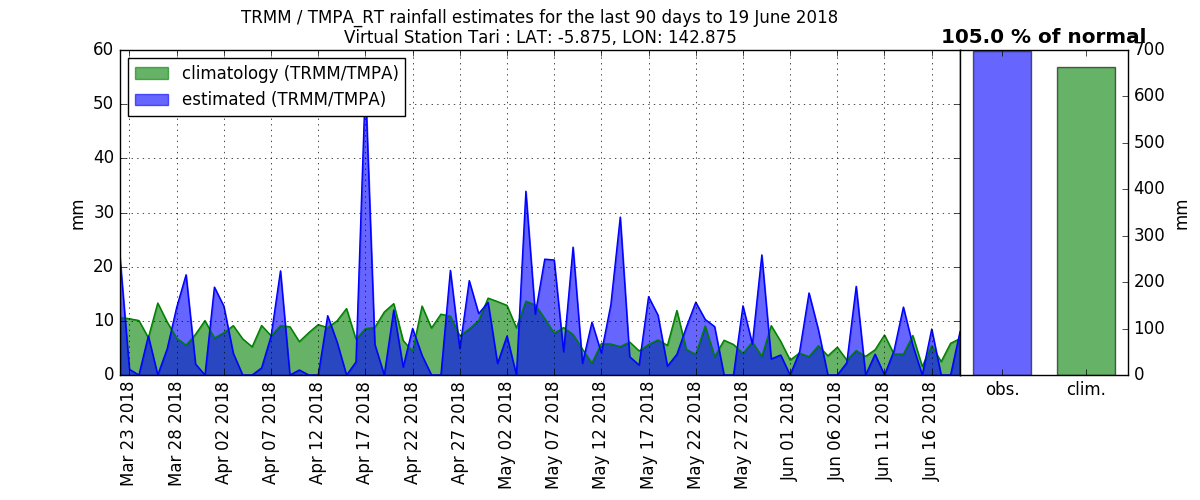 TRMM / TMPA_RT rainfall estimates for the last 90 days to 19 June 2018
Virtual Station Tari : LAT: -5.875, LON: 142.875
105.0 % of normal
climatology (TRMM/TMPA)
estimated (TRMM/TMPA)
mm
60
50
40
30
20
10
0
Mar 23 2018
Mar 28 2018
Apr 02 2018
Apr 07 2018
Apr 12 2018
Apr 17 2018
Apr 22 2018
Apr 27 2018
May 02 2018
May 07 2018
May 12 2018
May 17 2018
May 22 2018
May 27 2018
Jun 01 2018
Jun 06 2018
Jun 11 2018
Jun 16 2018
obs.
clim.
700
600
500
400
300
200
100
0
mm